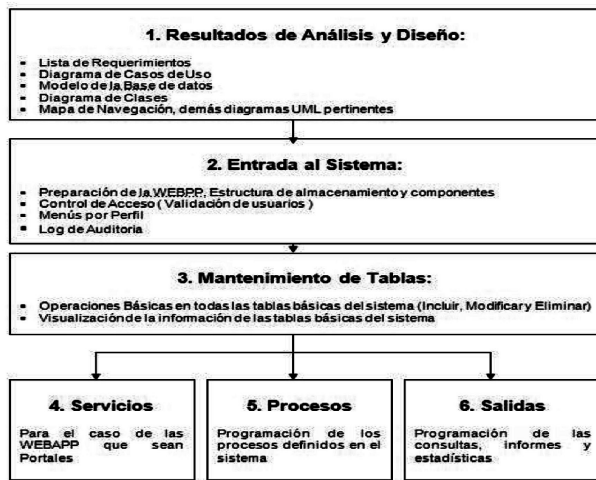 1. Resultados de Análisis y Diseño:
▪ Lista de Requerimientos
▪ Diagrama de Casos de Uso
▪ Modelo de la Base de datos
▪ Diagrama de Clases
▪ Mapa de Navegación, demás diagramas UML pertinentes
2. Entrada al Sistema:
▪ Preparación de la WEBPP, Estructura de almacenamiento y componentes
▪ Control de Acceso ( Validación de usuarios )
▪ Menús por Perfil
▪ Log de Auditoria
3. Mantenimiento de Tablas:
▪ Operaciones Básicas en todas las tablas básicas del sistema (Incluir, Modificar y Eliminar)
▪ Visualización de la información de las tablas básicas del sistema
4. Servicios
Para el caso de las
WEBAPP que sean
Portales
5. Procesos
Programación de los
procesos definidos en el
sistema
6. Salidas
Programación de las
consultas, informes y
estadísticas